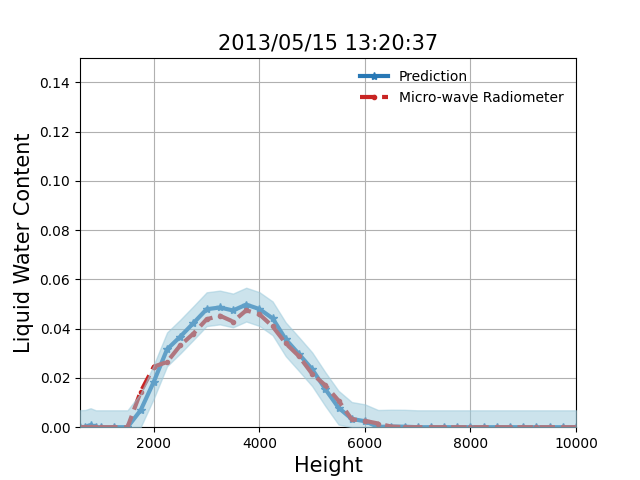 2013/05/15 13:20:37
Prediction
Micro-wave Radiometer
Liquid Water Content
0.14
0.12
0.10
0.08
0.06
0.04
0.02
0.00
2000 4000 6000 8000 10000
Height